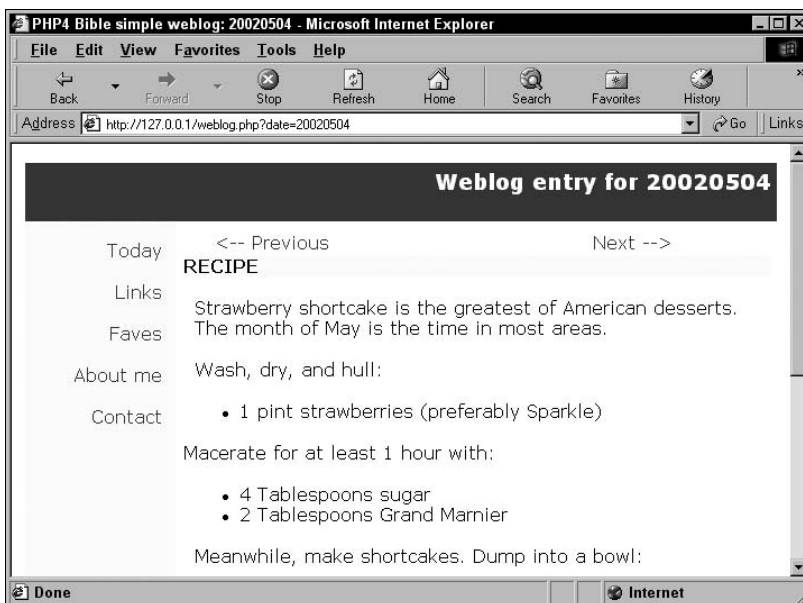 PHP4 Bible simple weblog: 20020504 - Microsoft Internet Explorer
File Edit View Favorites Tools Help
Back Forward Stop Refresh Home Search Favorites History »
Address http://127.0.0.1/weblog.php?date=20020504 Go Links
Weblog entry for 20020504
<-- Previous Next -->
Today
Links
Faves
About me
Contact
RECIPE
Strawberry shortcake is the greatest of American desserts.
The month of May is the time in most areas.
Wash, dry, and hull:
• 1 pint strawberries (preferably Sparkle)
Macerate for at least 1 hour with:
• 4 Tablespoons sugar
• 2 Tablespoons Grand Marnier
Meanwhile, make shortcakes. Dump into a bowl:
Done Internet